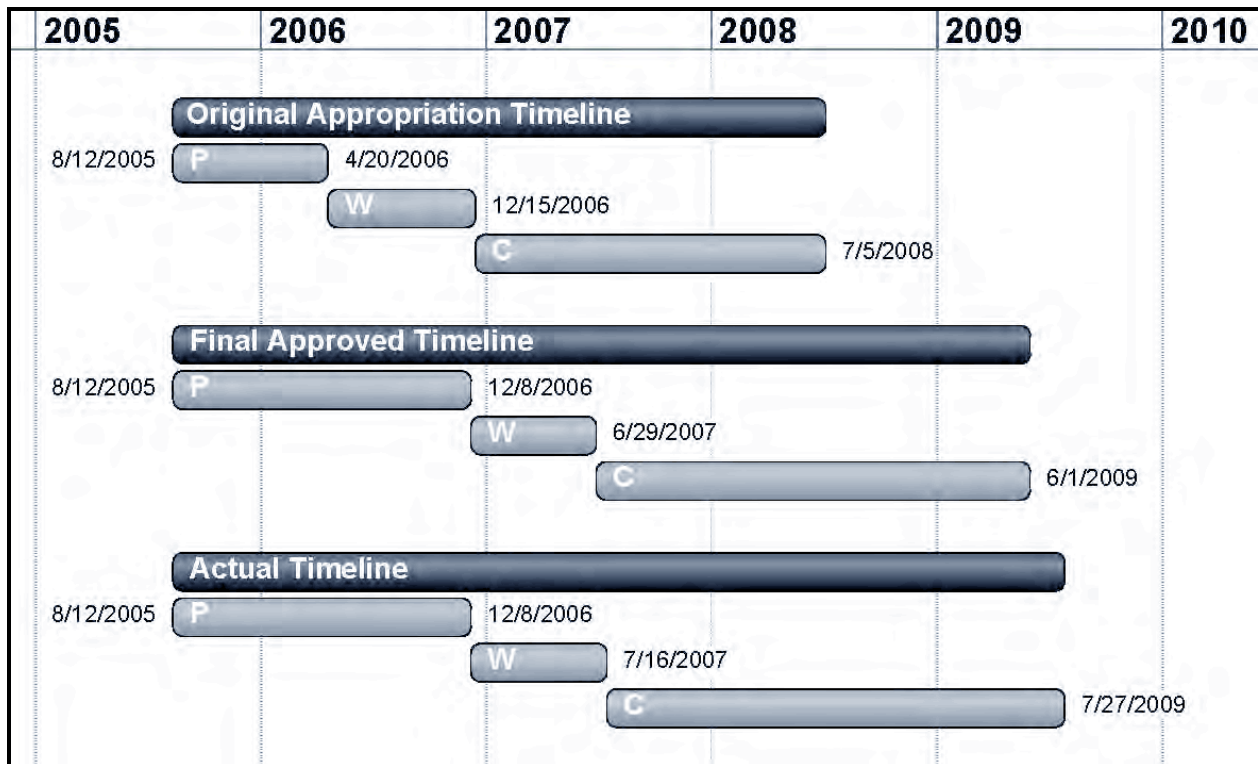 2005 2006 2007 2008 2009 2010
Original Appropriation Timeline
8/12/2005 P 4/20/2006
W 12/15/2006
C 7/5/2008
Final Approved Timeline
8/12/2005 P 12/8/2006
W 6/29/2007
C 6/1/2009
Actual Timeline
8/12/2005 P 12/8/2006
W 7/16/2007
C 7/27/2009